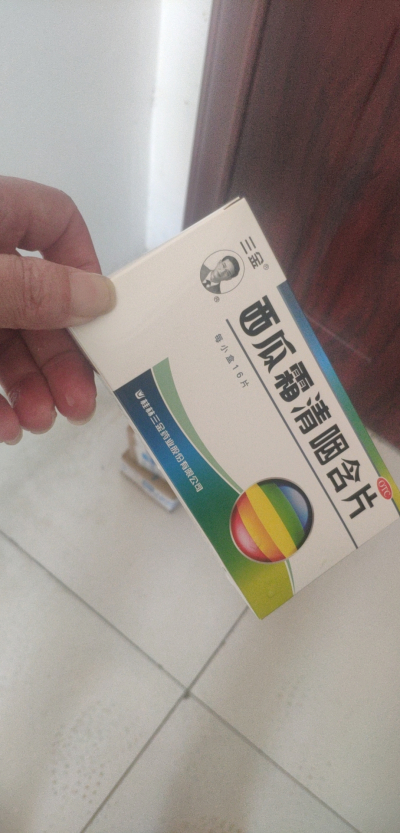 三金®
®
西瓜霜清咽含片
OTC
每小盒16片
桂林三金药业股份有限公司